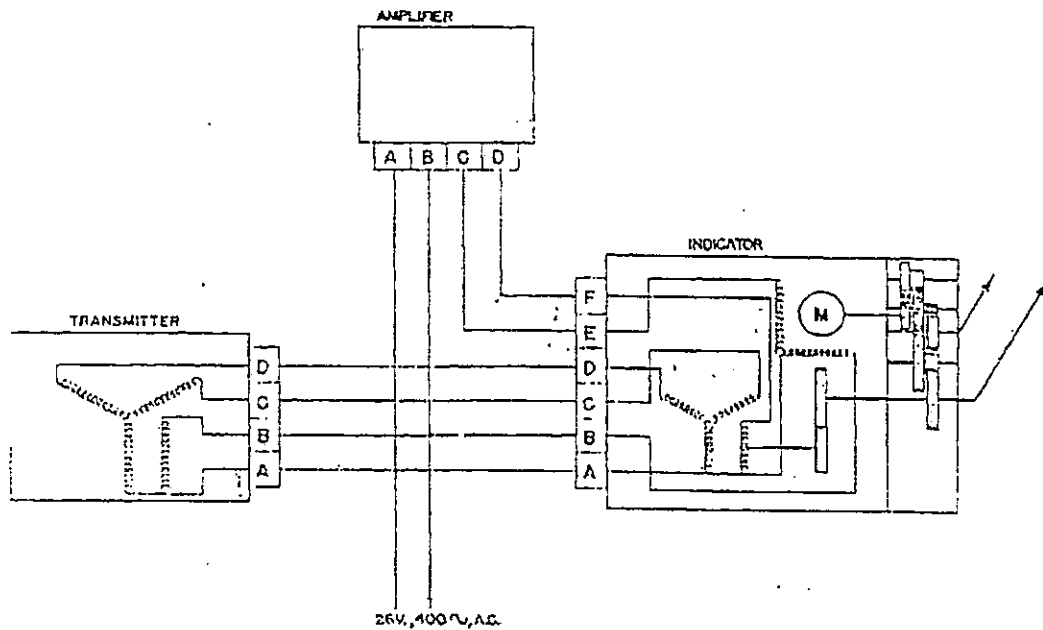 AMPLIFIER
A B C D
INDICATOR
TRANSMITTER
F
E
D
C
B
A
M
D
C
B
A
26V., 400~, A.C.